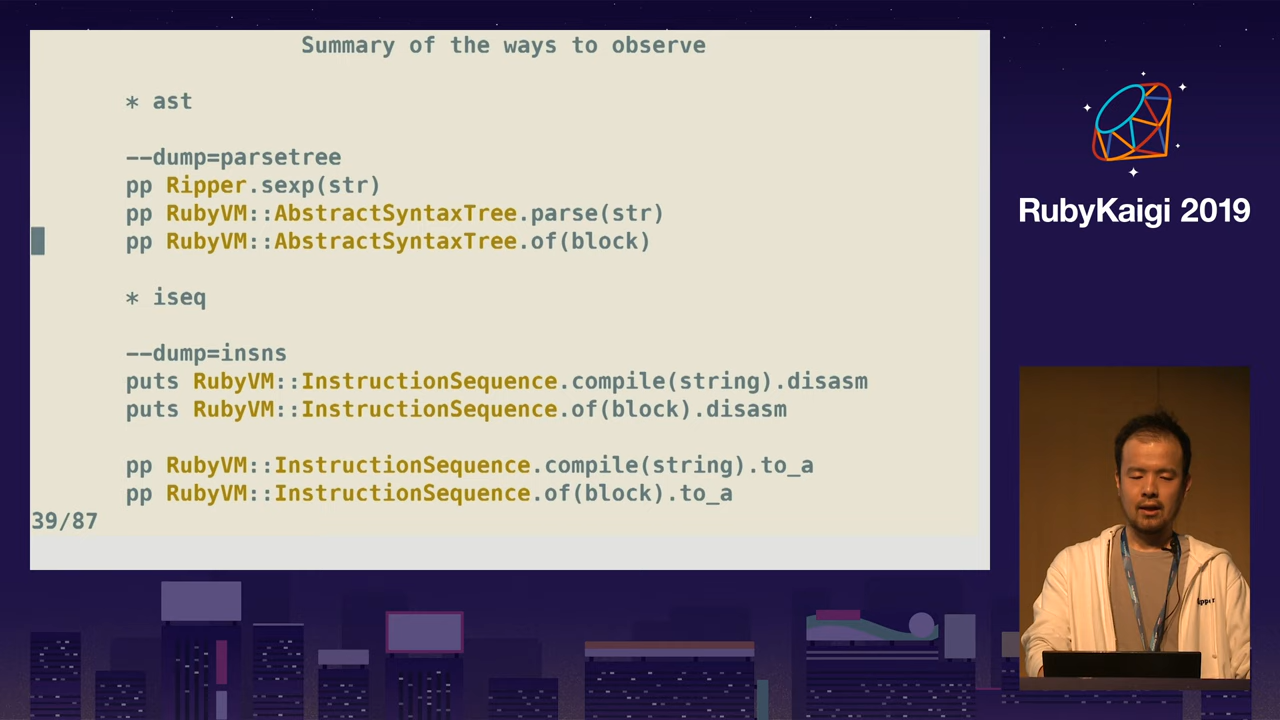 Summary of the ways to observe
* ast
--dump=parsetree
pp Ripper.sexp(str)
pp RubyVM::AbstractSyntaxTree.parse(str)
pp RubyVM::AbstractSyntaxTree.of(block)
* iseq
--dump=insns
puts RubyVM::InstructionSequence.compile(string).disasm
puts RubyVM::InstructionSequence.of(block).disasm
pp RubyVM::InstructionSequence.compile(string).to_a
pp RubyVM::InstructionSequence.of(block).to_a
39/87
RubyKaigi 2019